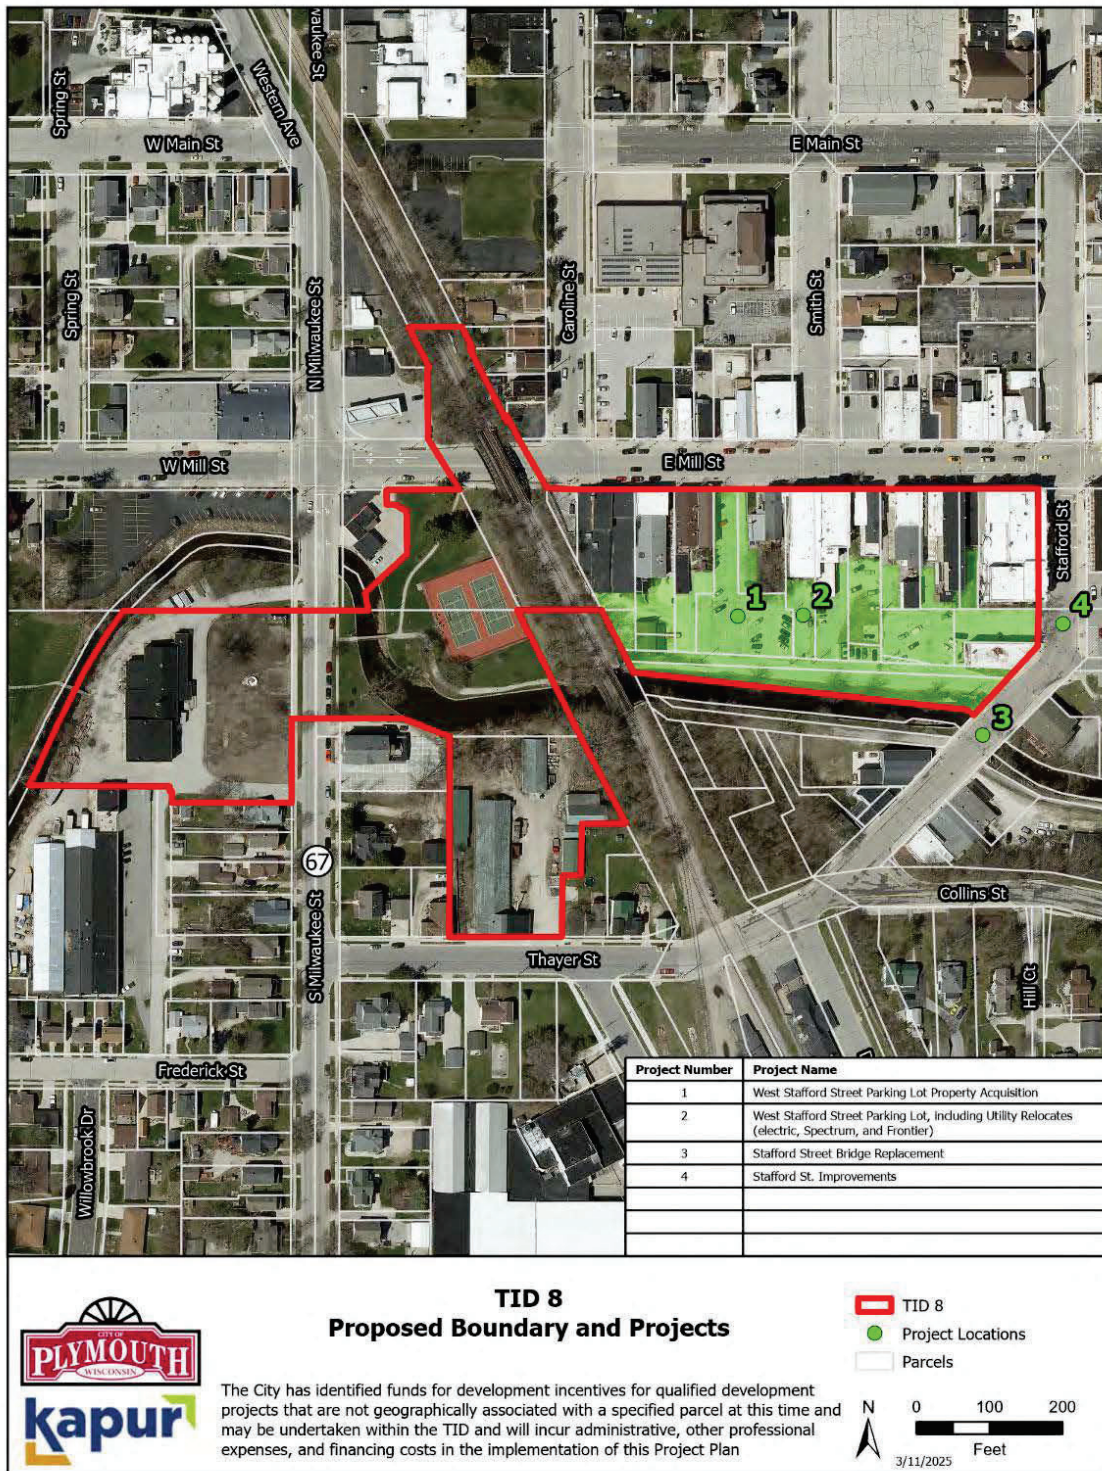 waukee St
Spring St
Western Ave
W Main St
E Main St
Spring St
N Milwaukee St
Caroline St
Smith St
W Mill St
E Mill St
Stafford St
1
2
4
3
67
S Milwaukee St
Collins St
Thayer St
Hill Ct
Frederick St
Willowbrook Dr
Project Number Project Name
1 West Stafford Street Parking Lot Property Acquisition
2 West Stafford Street Parking Lot, including Utility Relocates
(electric, Spectrum, and Frontier)
3 Stafford Street Bridge Replacement
4 Stafford St. Improvements
TID 8
Proposed Boundary and Projects
CITY OF
PLYMOUTH
WISCONSIN
kapur
The City has identified funds for development incentives for qualified development
projects that are not geographically associated with a specified parcel at this time and
may be undertaken within the TID and will incur administrative, other professional
expenses, and financing costs in the implementation of this Project Plan
TID 8
Project Locations
Parcels
N
0 100 200
Feet
3/11/2025